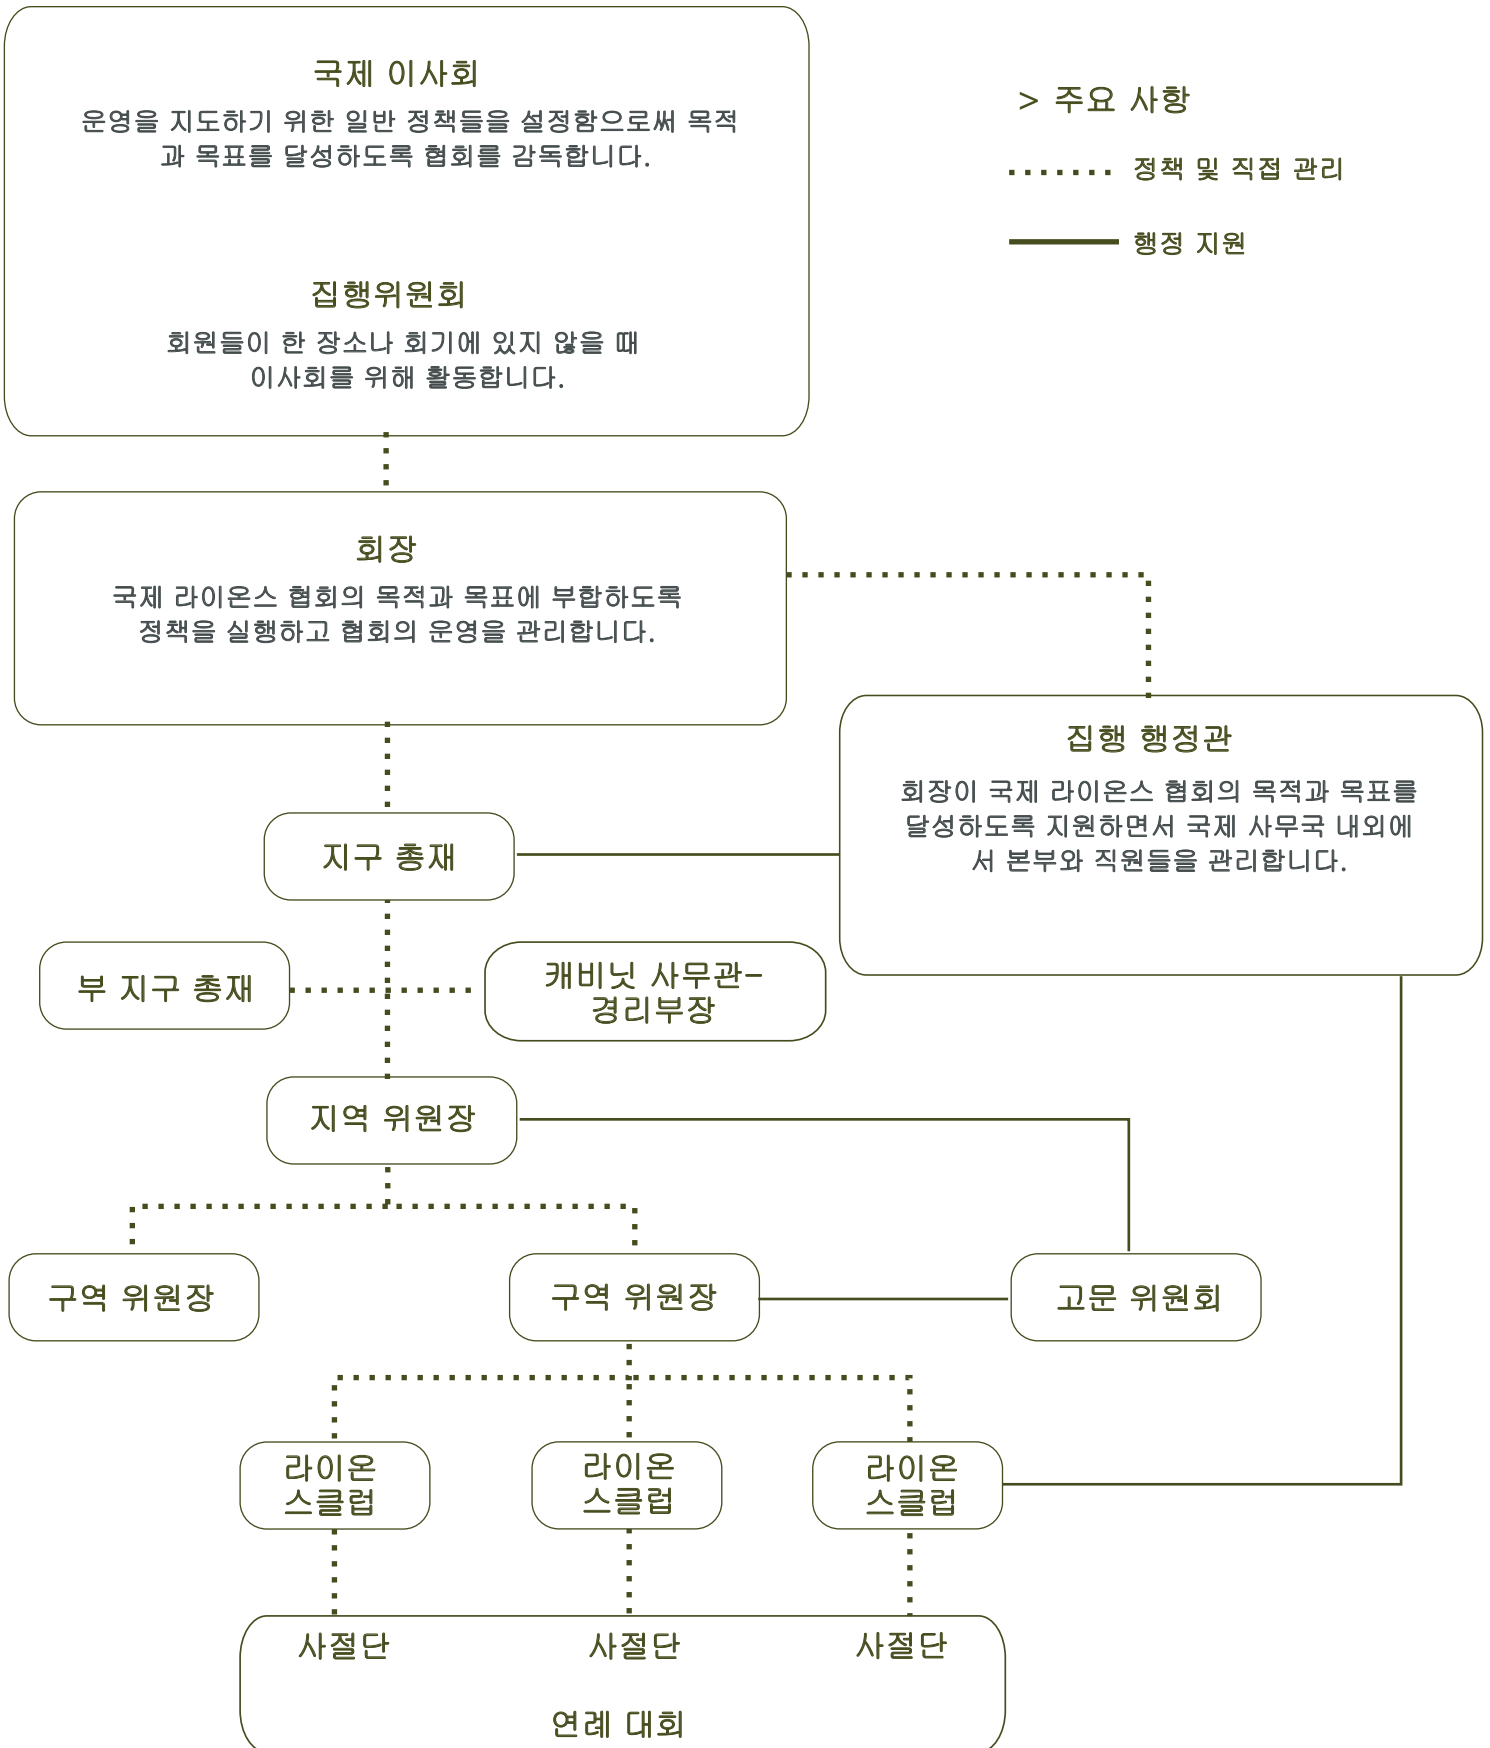 국제 이사회
운영을 지도하기 위한 일반 정책들을 설정함으로써 목적
과 목표를 달성하도록 협회를 감독합니다.
집행위원회
회원들이 한 장소나 회기에 있지 않을 때
이사회를 위해 활동합니다.
> 주요 사항
정책 및 직접 관리
행정 지원
회장
국제 라이온스 협회의 목적과 목표에 부합하도록
정책을 실행하고 협회의 운영을 관리합니다.
집행 행정관
회장이 국제 라이온스 협회의 목적과 목표를
달성하도록 지원하면서 국제 사무국 내외에
서 본부와 직원들을 관리합니다.
지구 총재
부 지구 총재
캐비닛 사무관-
경리부장
지역 위원장
구역 위원장
구역 위원장
고문 위원회
라이온
스클럽
라이온
스클럽
라이온
스클럽
사절단
사절단
사절단
연례 대회